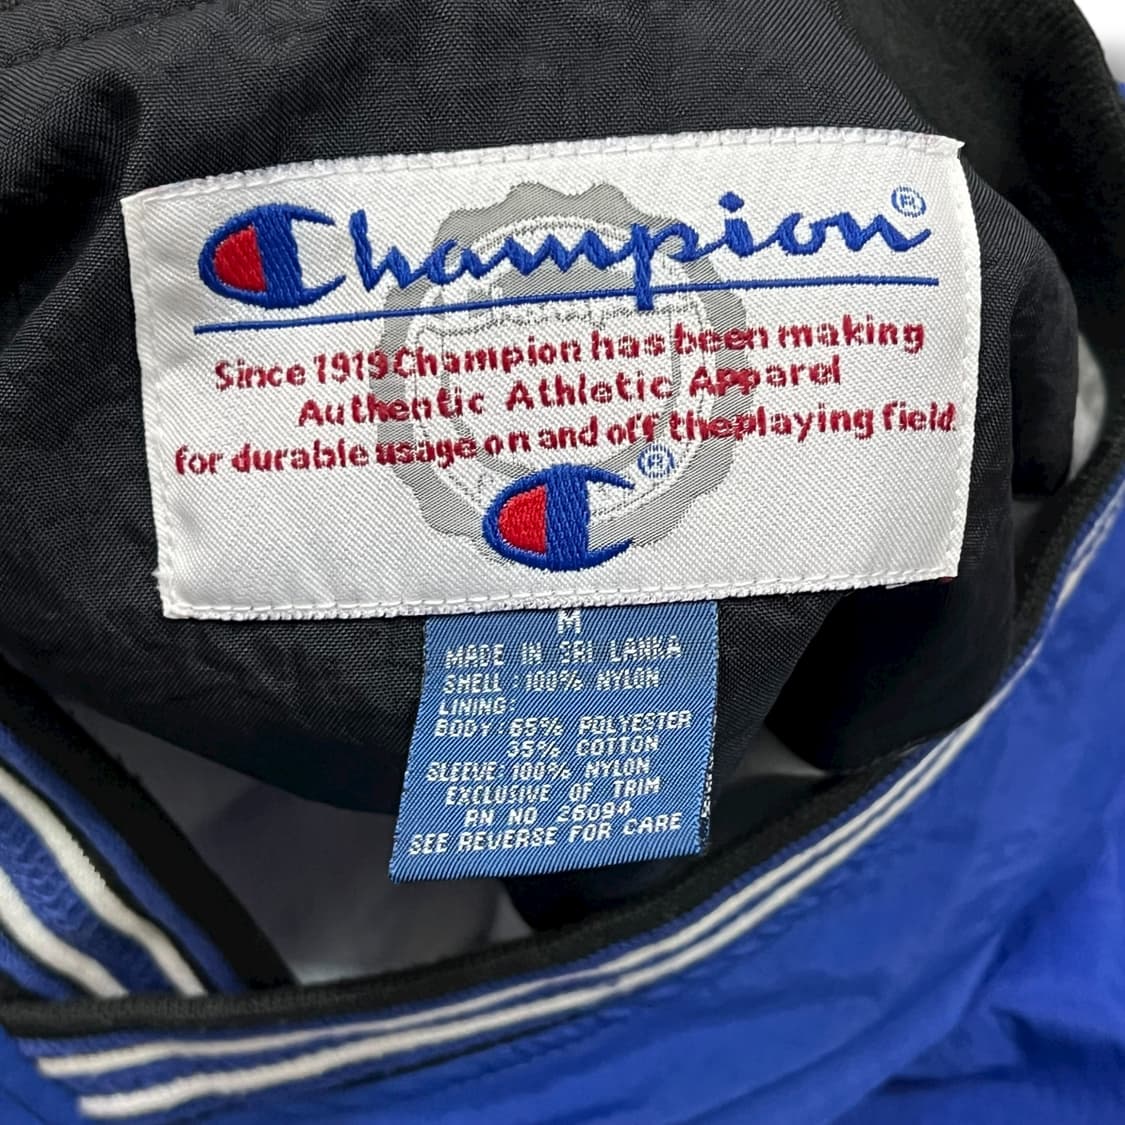 Champion®
Since 1919 Champion has been making
Authentic Athletic Apparel
for durable usage on and off the playing field.
®
M
MADE IN SRI LANKA
SHELL: 100% NYLON
LINING:
BODY: 65% POLYESTER
35% COTTON
SLEEVE: 100% NYLON
EXCLUSIVE OF TRIM
RN NO 26094
SEE REVERSE FOR CARE